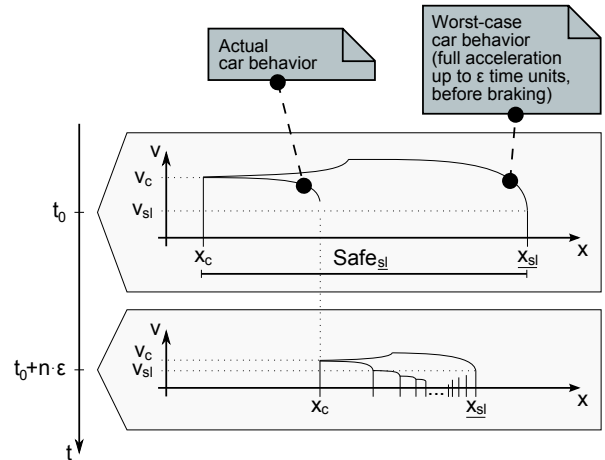 Actual
car behavior
Worst-case
car behavior
(full acceleration
up to ε time units,
before braking)
v
v_c
v_sl
t_0
x_c
x_sl
x
Safe_sl
v
v_c
v_sl
t_0+n·ε
x_c
...
x_sl
x
t